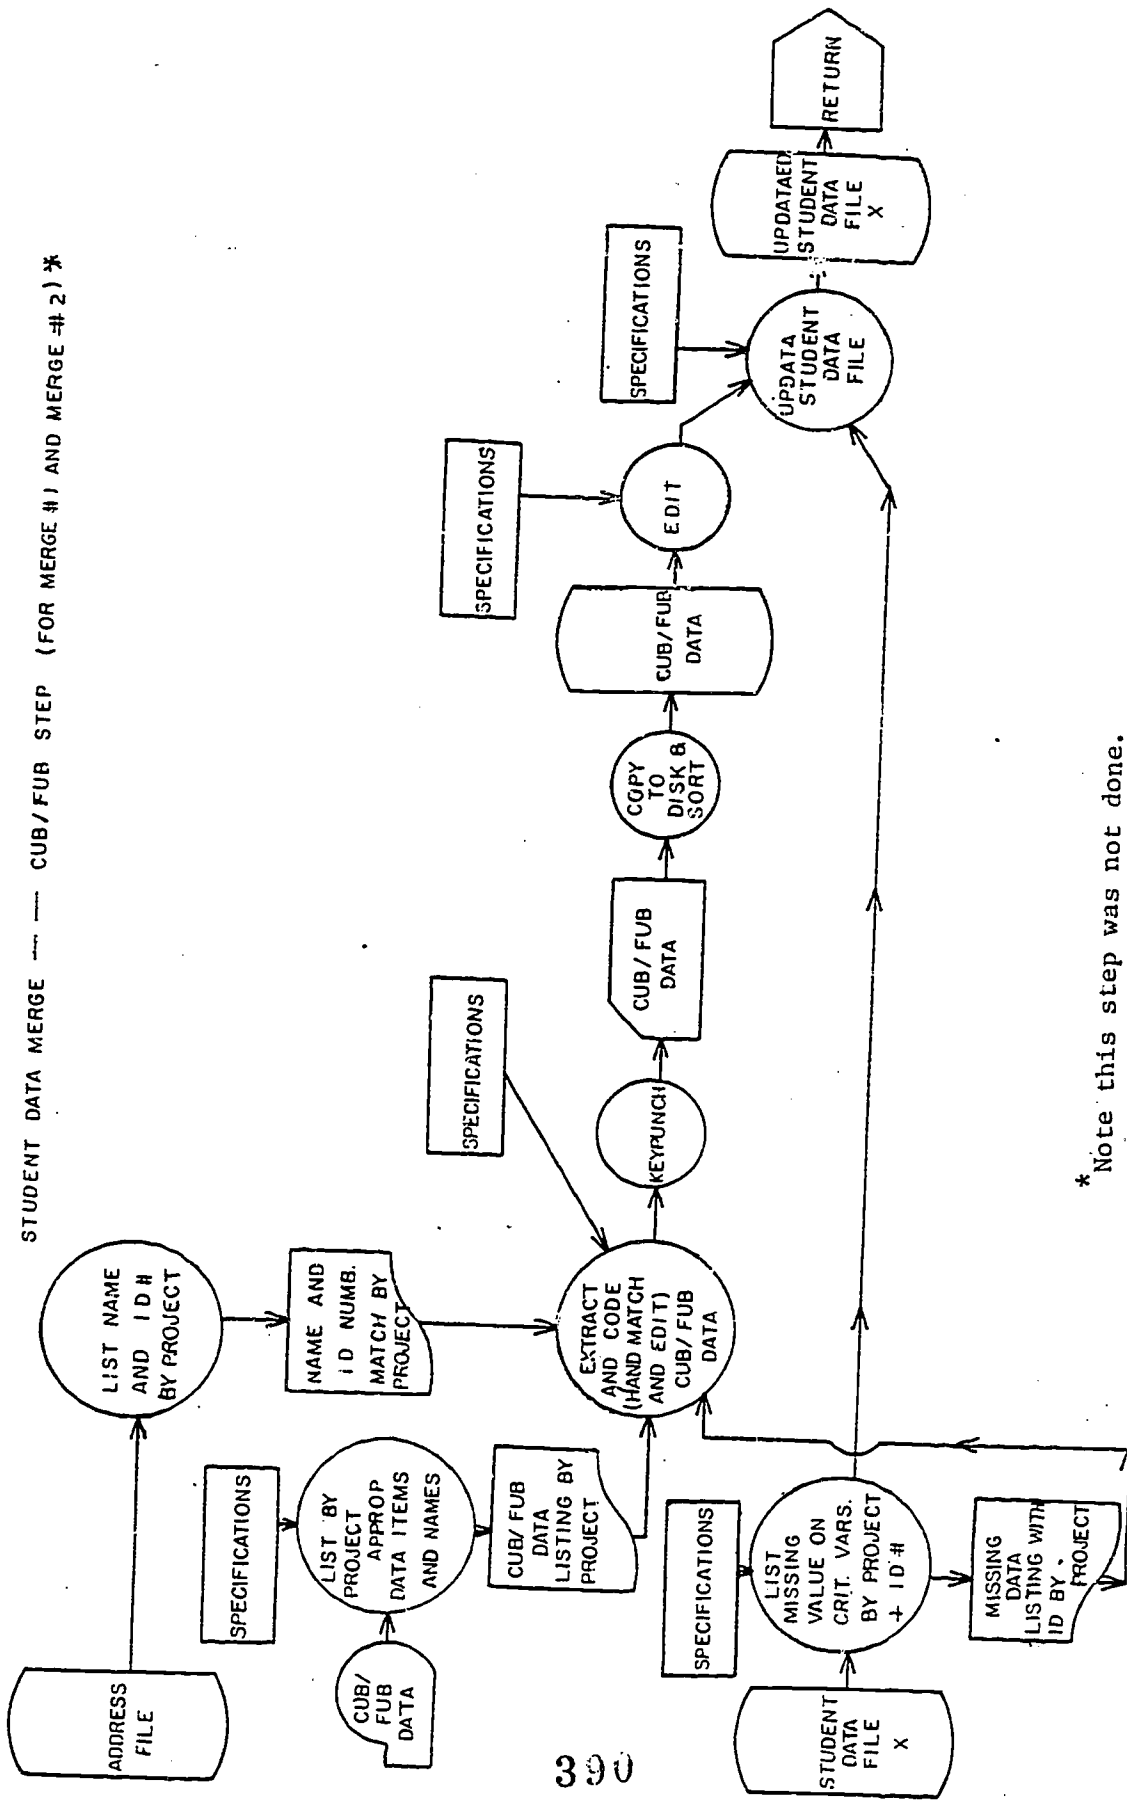 STUDENT DATA MERGE — — CUB/FUB STEP (FOR MERGE #1 AND MERGE #2) *
ADDRESS
FILE
LIST NAME
AND ID#
BY PROJECT
NAME AND
ID NUMB.
MATCH BY
PROJECT
SPECIFICATIONS
CUB/
FUB
DATA
LIST BY
PROJECT
APPROP
DATA ITEMS
AND NAMES
CUB/FUB
DATA
LISTING BY
PROJECT
SPECIFICATIONS
EXTRACT
AND CODE
(HAND MATCH
AND EDIT)
CUB/FUB
DATA
KEYPUNCH
CUB/FUB
DATA
COPY
TO
DISK &
SORT
CUB/FUB
DATA
SPECIFICATIONS
EDIT
SPECIFICATIONS
UPDATA
STUDENT
DATA
FILE
UPDATAED
STUDENT
DATA
FILE
X
RETURN
SPECIFICATIONS
STUDENT
DATA
FILE
X
LIST
MISSING
VALUE ON
CRIT. VARS.
BY PROJECT
+ ID#
MISSING
DATA
LISTING WITH
ID BY .
PROJECT
*Note this step was not done.
390